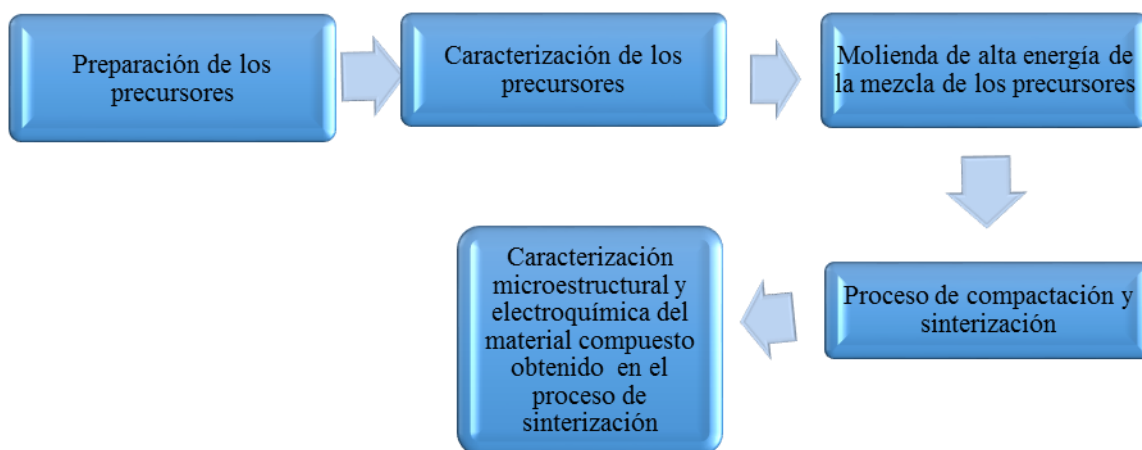 Preparación de los
precursores
Caracterización de los
precursores
Molienda de alta energía de
la mezcla de los precursores
Proceso de compactación y
sinterización
Caracterización
microestructural y
electroquímica del
material compuesto
obtenido en el
proceso de
sinterización